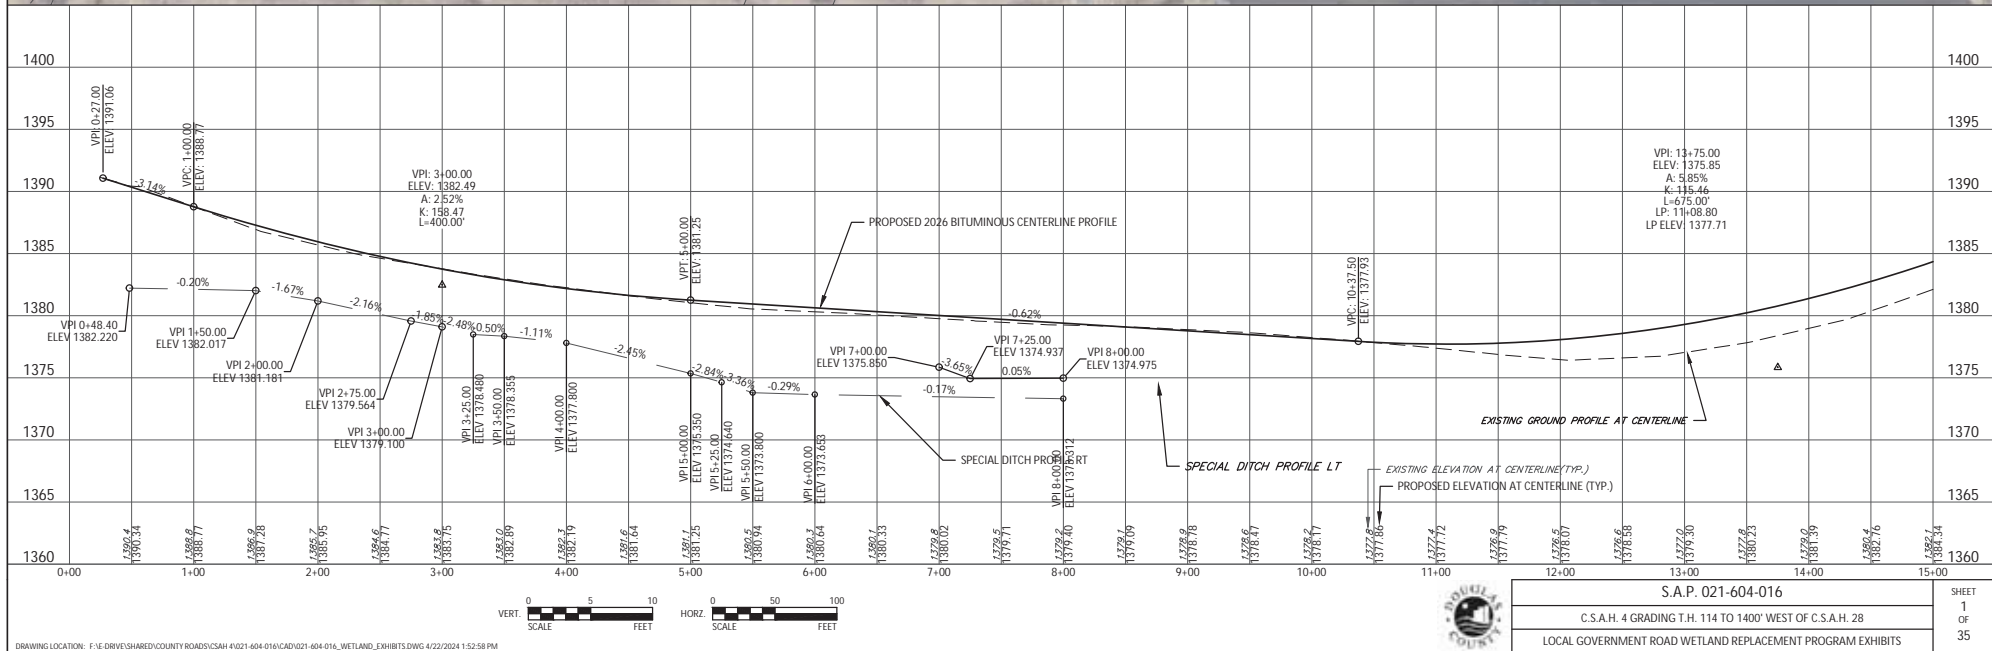 1400
1395
1390
1385
1380
1375
1370
1365
1360
1400
1395
1390
1385
1380
1375
1370
1365
1360
VPI: 0+27.00
ELEV: 1391.06
-3.14%
VPC: 1+00.00
ELEV: 1388.77
VPI: 3+00.00
ELEV: 1382.49
A: 2.52%
K: 158.47
L=400.00'
VPT: 5+00.00
ELEV: 1381.25
PROPOSED 2026 BITUMINOUS CENTERLINE PROFILE
-0.62%
VPC: 10+37.50
ELEV: 1377.93
VPI: 13+75.00
ELEV: 1375.85
A: 5.85%
K: 115.46
L=675.00'
LP: 11+08.80
LP ELEV: 1377.71
VPI 0+48.40
ELEV 1382.220
-0.20%
VPI 1+50.00
ELEV 1382.017
-1.67%
VPI 2+00.00
ELEV 1381.181
-2.16%
VPI 2+75.00
ELEV 1379.564
-1.85%
VPI 3+00.00
ELEV 1379.100
-2.48%
VPI 3+25.00
ELEV 1378.480
-0.50%
VPI 3+50.00
ELEV 1378.355
-1.11%
VPI 4+00.00
ELEV 1377.800
-2.45%
VPI 5+00.00
ELEV 1375.350
-2.84%
VPI 5+25.00
ELEV 1374.640
-3.36%
VPI 5+50.00
ELEV 1373.800
-0.29%
VPI 6+00.00
ELEV 1373.653
-0.17%
VPI 7+00.00
ELEV 1375.850
-3.65%
VPI 7+25.00
ELEV 1374.937
0.05%
VPI 8+00.00
ELEV 1374.975
VPI 8+00.00
ELEV 1373.312
SPECIAL DITCH PROFILE RT
SPECIAL DITCH PROFILE LT
EXISTING GROUND PROFILE AT CENTERLINE
EXISTING ELEVATION AT CENTERLINE(TYP.)
PROPOSED ELEVATION AT CENTERLINE (TYP.)
1390.4
1390.34
1388.8
1388.77
1386.9
1387.28
1385.7
1385.95
1384.6
1384.77
1383.8
1383.75
1383.0
1382.89
1382.3
1382.19
1381.6
1381.64
1381.1
1381.25
1380.5
1380.94
1380.3
1380.64
1380.1
1380.33
1379.8
1380.02
1379.5
1379.71
1379.2
1379.40
1379.1
1379.09
1378.9
1378.78
1378.6
1378.47
1378.2
1378.17
1377.8
1377.86
1377.4
1377.72
1376.9
1377.79
1376.5
1378.07
1376.6
1378.58
1377.0
1379.30
1377.8
1380.23
1379.0
1381.39
1380.4
1382.76
1382.1
1384.34
0+00
1+00
2+00
3+00
4+00
5+00
6+00
7+00
8+00
9+00
10+00
11+00
12+00
13+00
14+00
15+00
VERT.
0 5 10
SCALE FEET
HORZ.
0 50 100
SCALE FEET
DOUGLAS
COUNTY
S.A.P. 021-604-016
C.S.A.H. 4 GRADING T.H. 114 TO 1400' WEST OF C.S.A.H. 28
LOCAL GOVERNMENT ROAD WETLAND REPLACEMENT PROGRAM EXHIBITS
SHEET
1
OF
35
DRAWING LOCATION: F:\E-DRIVE\SHARED\COUNTY ROADS\CSAH 4\021-604-016\CAD\021-604-016_WETLAND_EXHIBITS.DWG 4/22/2024 1:52:58 PM